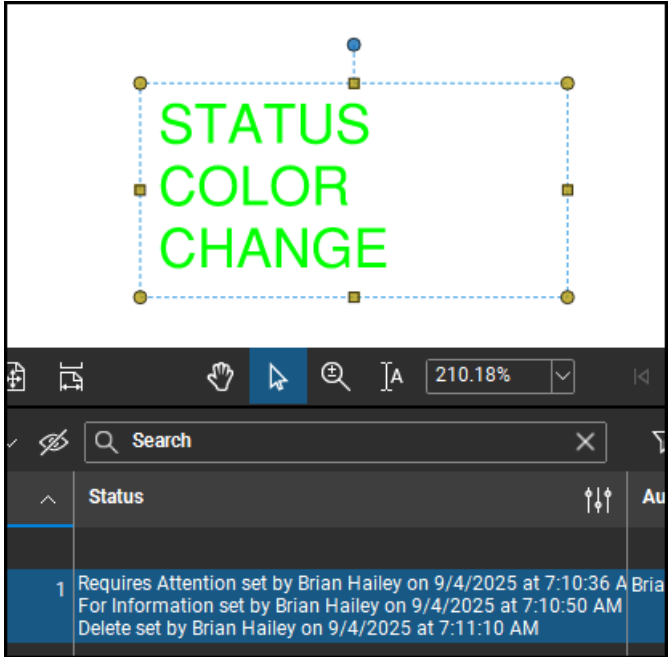 STATUS
COLOR
CHANGE
A
210.18%
Search
Status
Au
1
Requires Attention set by Brian Hailey on 9/4/2025 at 7:10:36 A
Bria
For Information set by Brian Hailey on 9/4/2025 at 7:10:50 AM
Delete set by Brian Hailey on 9/4/2025 at 7:11:10 AM